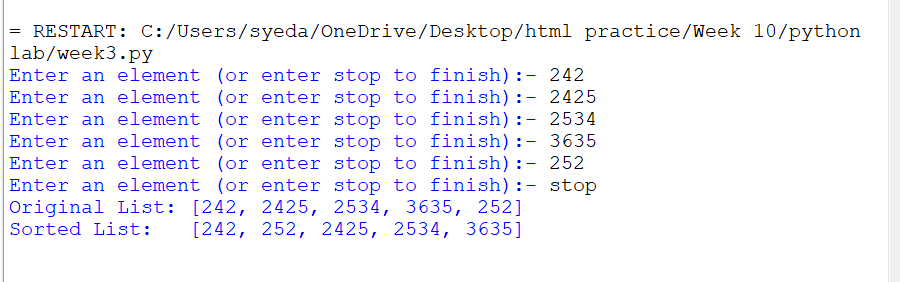 = RESTART: C:/Users/syeda/OneDrive/Desktop/html practice/Week 10/python
lab/week3.py
Enter an element (or enter stop to finish):- 242
Enter an element (or enter stop to finish):- 2425
Enter an element (or enter stop to finish):- 2534
Enter an element (or enter stop to finish):- 3635
Enter an element (or enter stop to finish):- 252
Enter an element (or enter stop to finish):- stop
Original List: [242, 2425, 2534, 3635, 252]
Sorted List:   [242, 252, 2425, 2534, 3635]